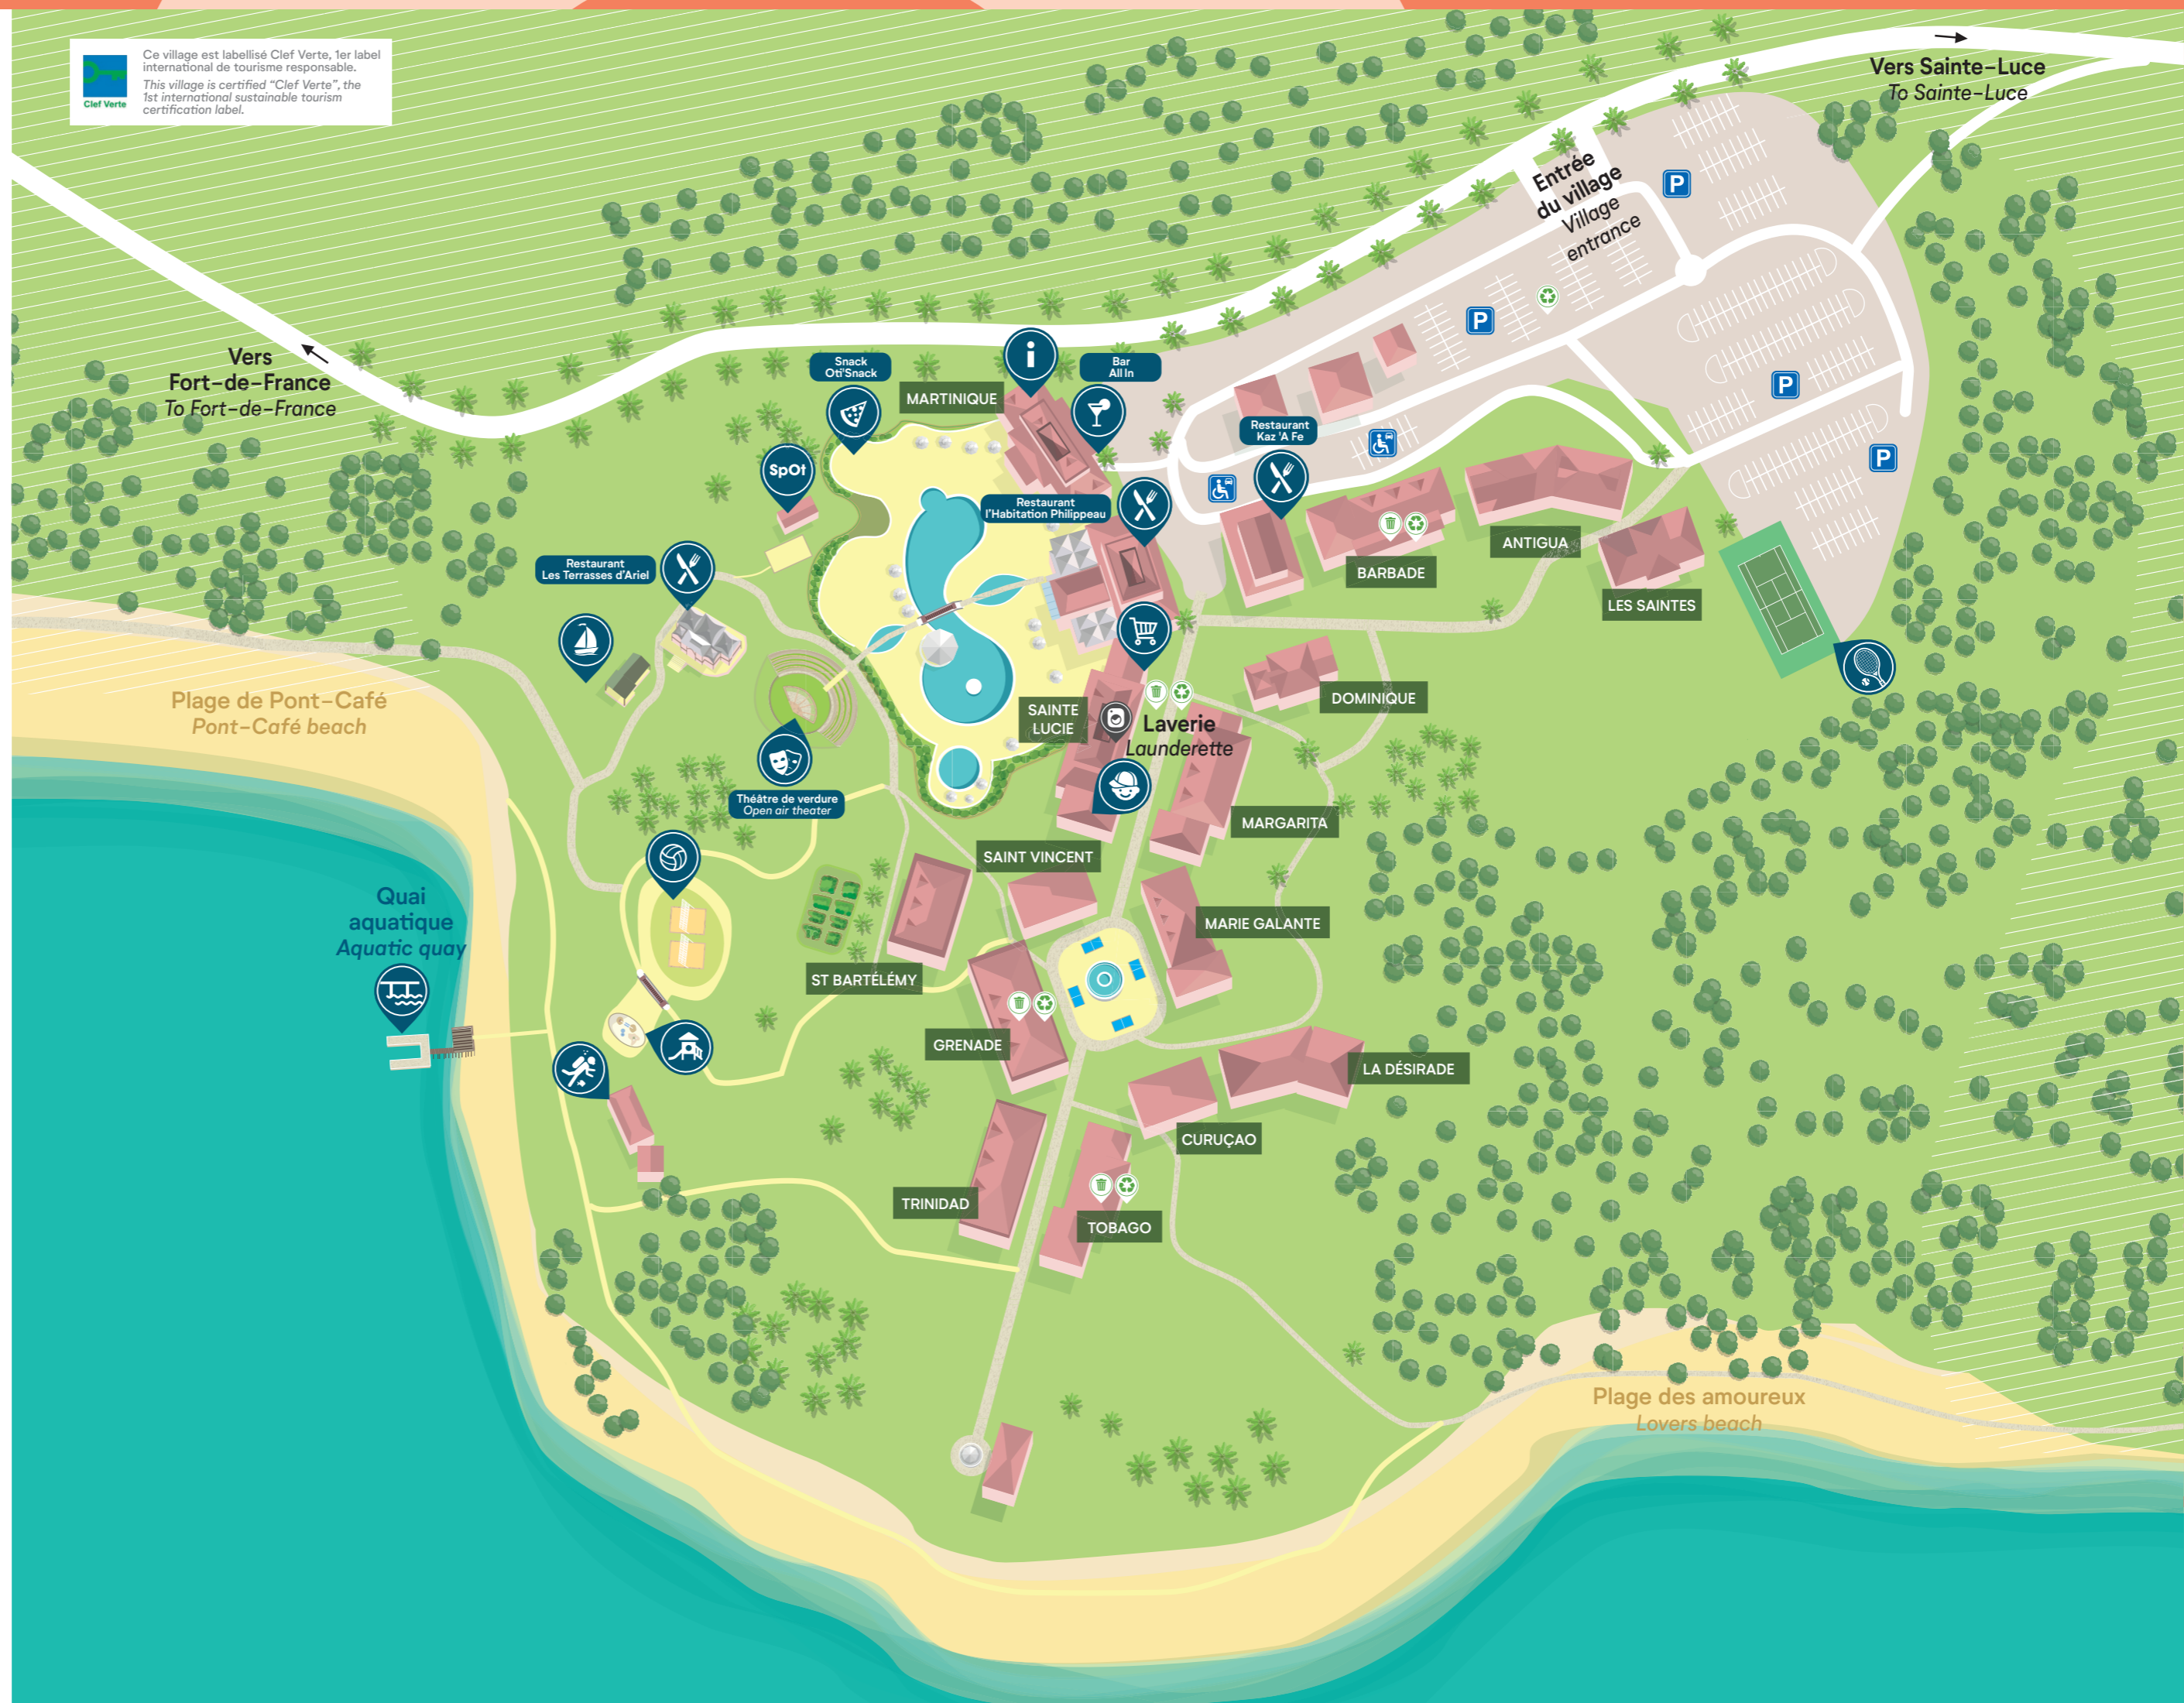 Ce village est labellisé Clef Verte, 1er label
international de tourisme responsable.
This village is certified “Clef Verte”, the
1st international sustainable tourism
certification label.
Clef Verte
Vers Sainte-Luce
To Sainte-Luce
Entrée
du village
Village
entrance
P
P
P
P
Vers
Fort-de-France
To Fort-de-France
Snack
Oti'Snack
MARTINIQUE
i
Bar
All In
SpOt
Restaurant
Kaz 'A Fe
Restaurant
l'Habitation Philippeau
Restaurant
Les Terrasses d'Ariel
BARBADE
ANTIGUA
LES SAINTES
Plage de Pont-Café
Pont-Café beach
DOMINIQUE
SAINTE
LUCIE
Laverie
Launderette
Théâtre de verdure
Open air theater
MARGARITA
SAINT VINCENT
MARIE GALANTE
Quai
aquatique
Aquatic quay
ST BARTÉLÉMY
GRENADE
LA DÉSIRADE
CURUÇAO
TRINIDAD
TOBAGO
Plage des amoureux
Lovers beach